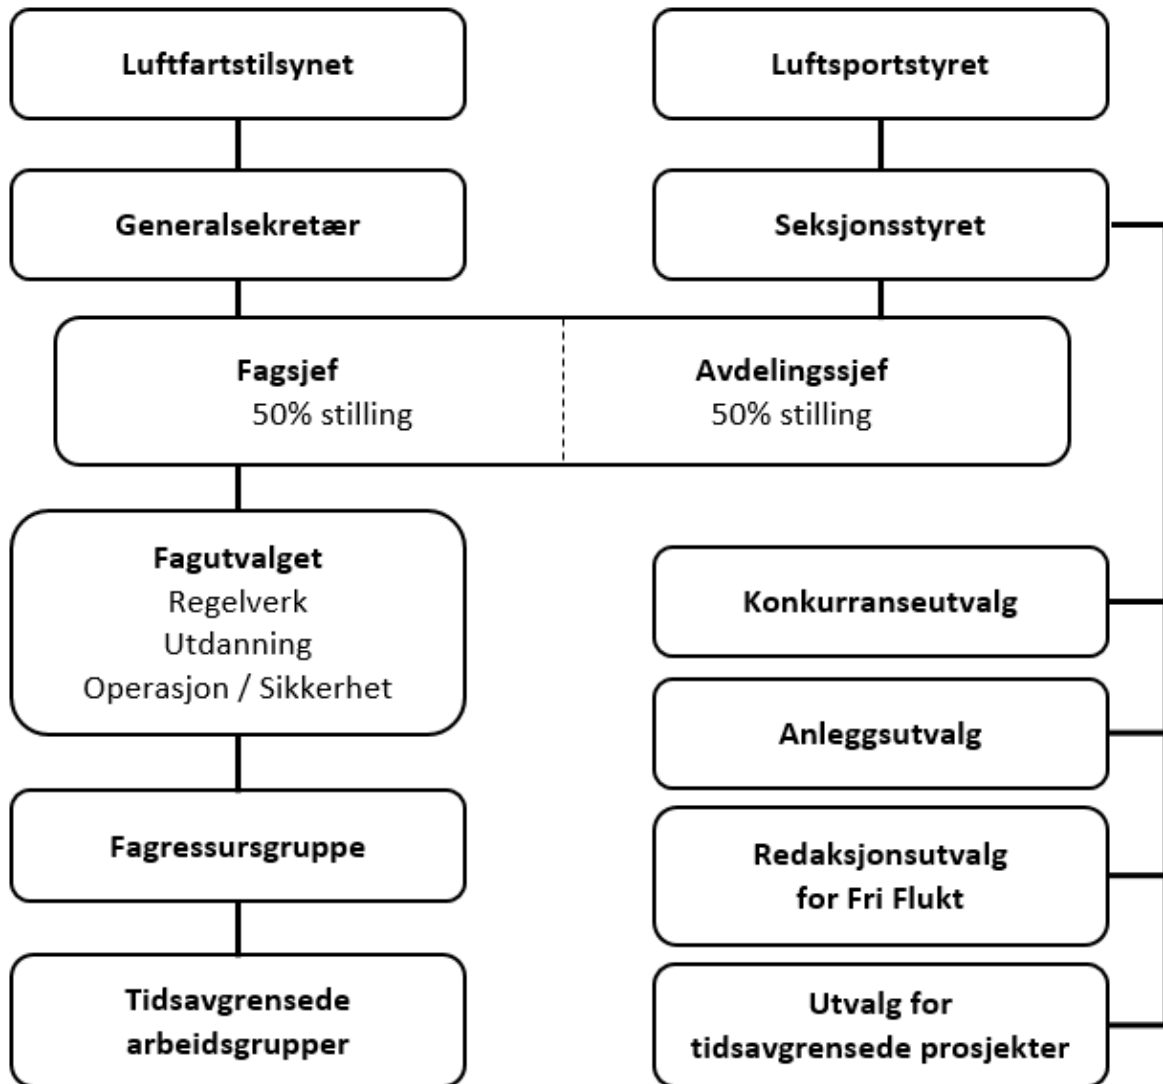 Luftfartstilsynet
Luftsportstyret
Generalsekretær
Seksjonsstyret
Fagsjef
50% stilling
Avdelingssjef
50% stilling
Fagutvalget
Regelverk
Utdanning
Operasjon / Sikkerhet
Konkurranseutvalg
Anleggsutvalg
Fagressursgruppe
Redaksjonsutvalg
for Fri Flukt
Tidsavgrensede
arbeidsgrupper
Utvalg for
tidsavgrensede prosjekter